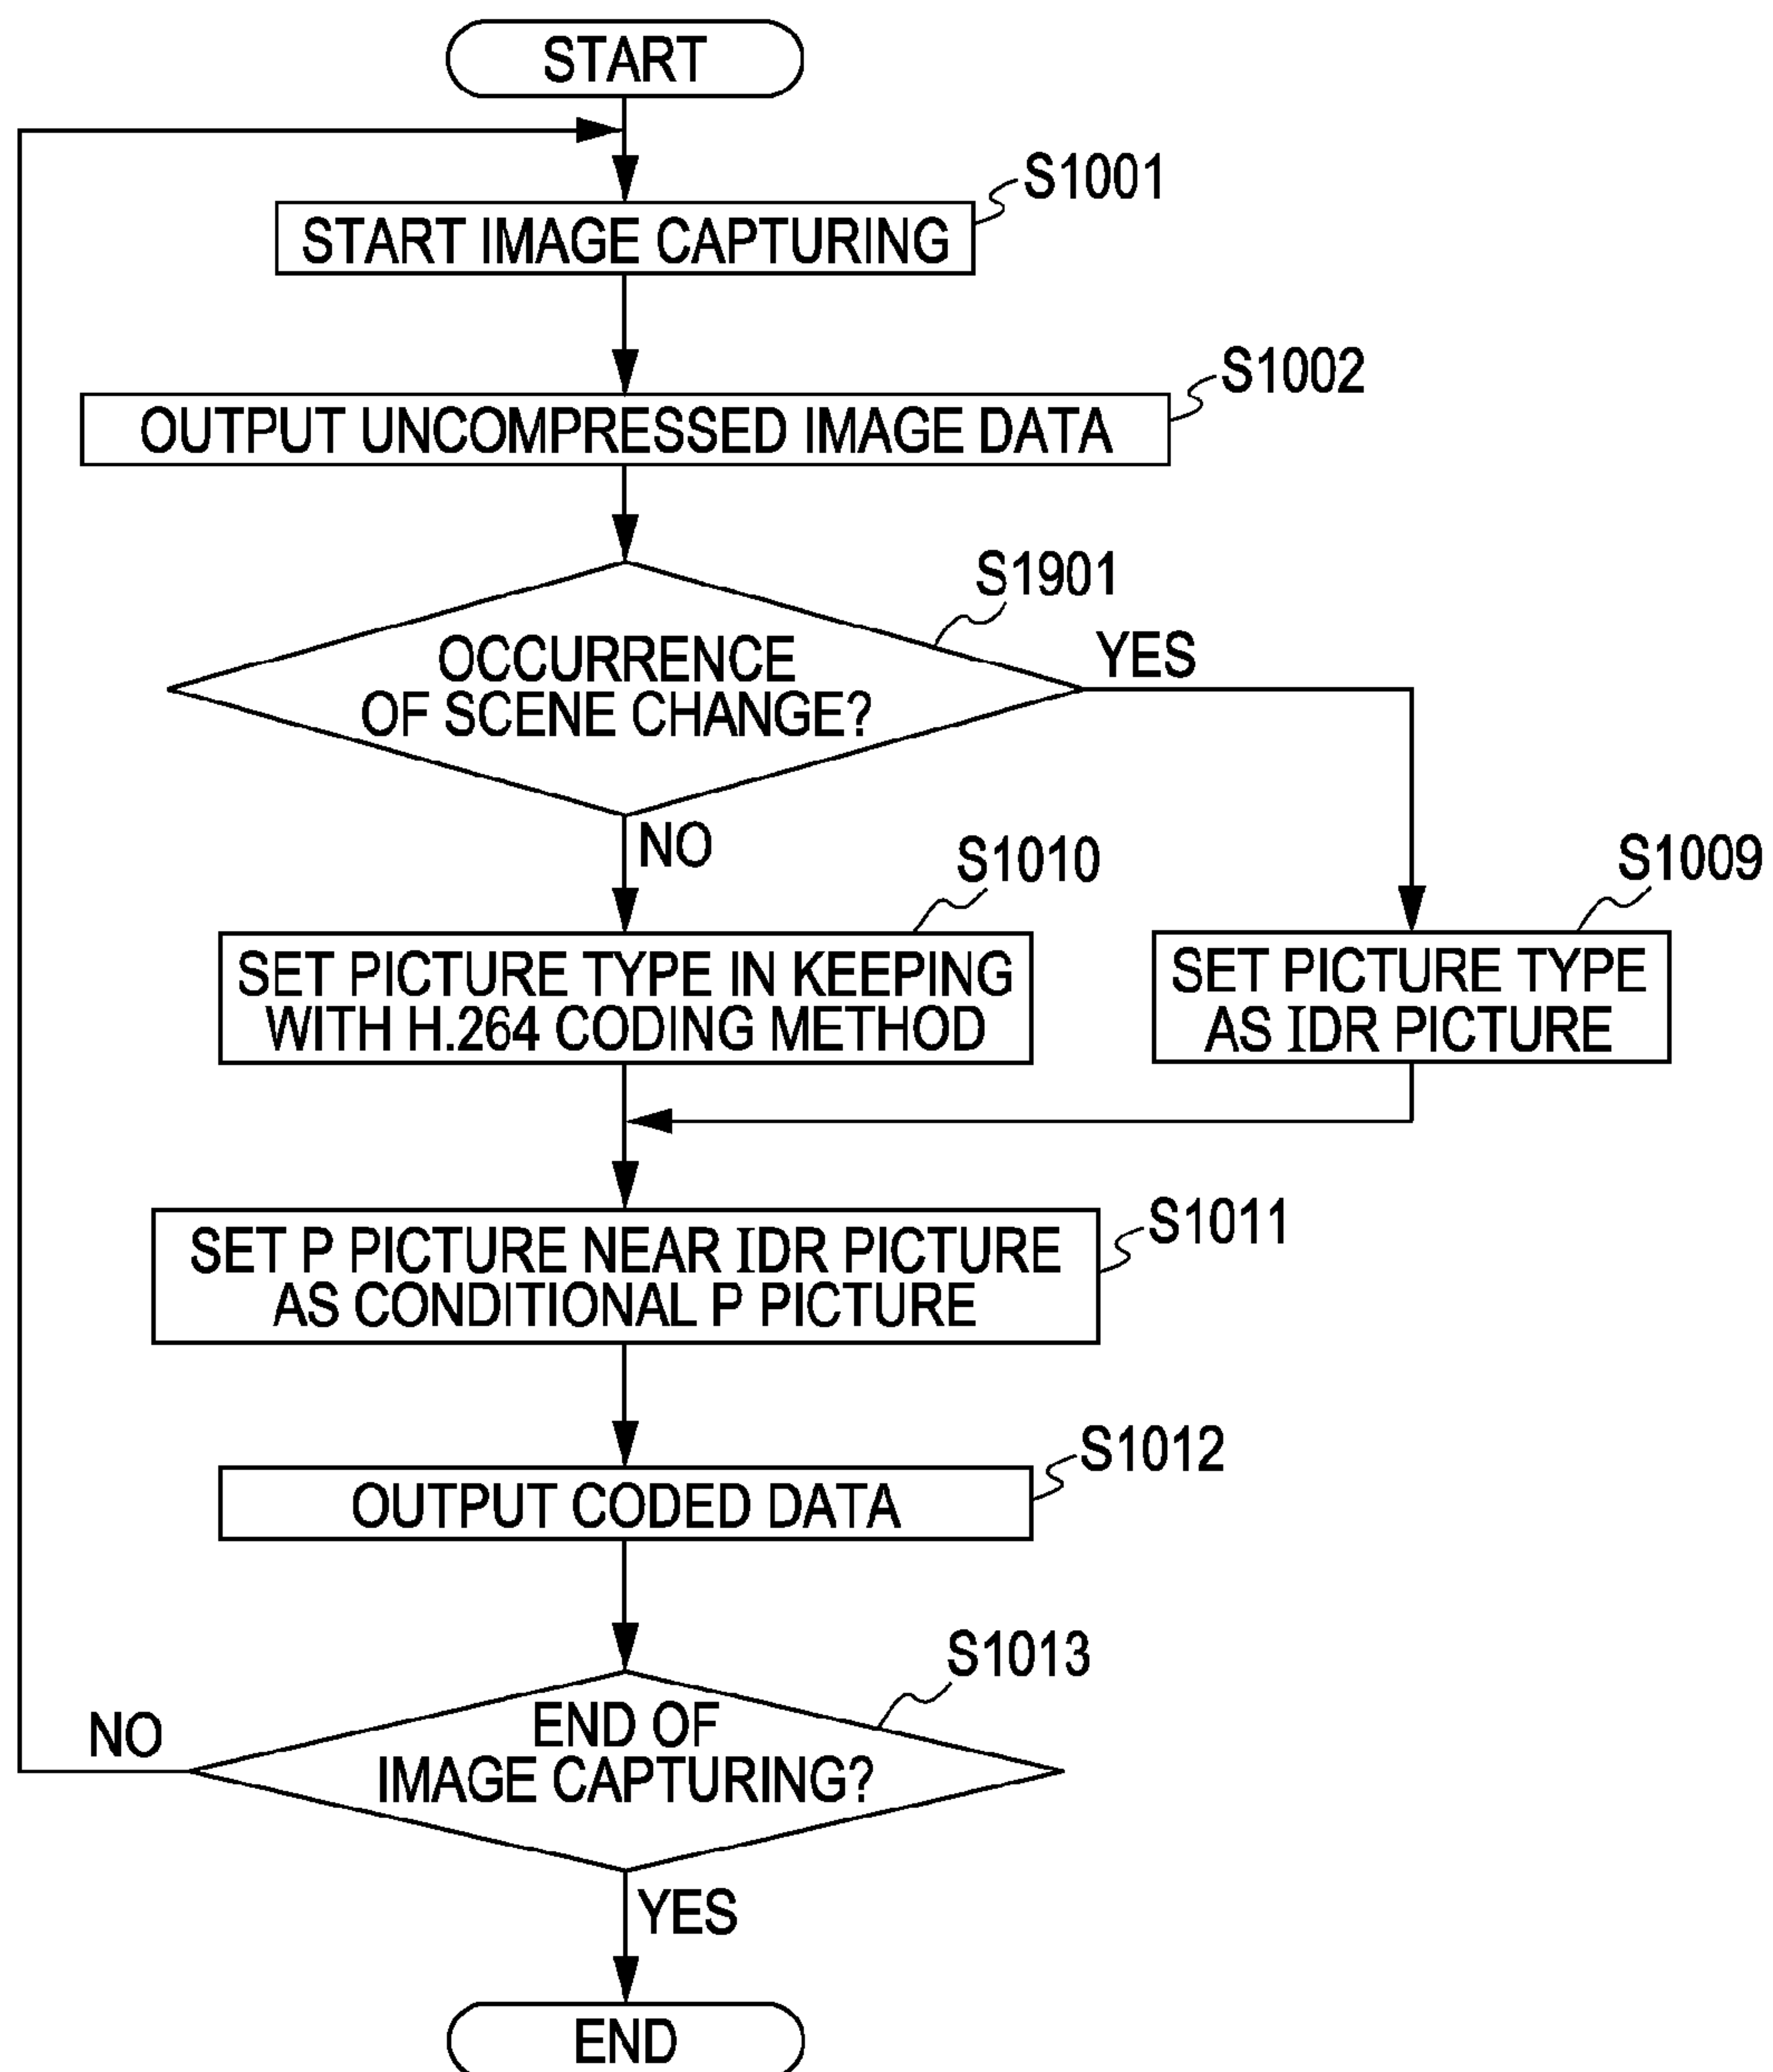 START
S1001
START IMAGE CAPTURING
S1002
OUTPUT UNCOMPRESSED IMAGE DATA
S1901
OCCURRENCE
OF SCENE CHANGE?
YES
NO
S1010
SET PICTURE TYPE IN KEEPING
WITH H.264 CODING METHOD
S1009
SET PICTURE TYPE
AS IDR PICTURE
S1011
SET P PICTURE NEAR IDR PICTURE
AS CONDITIONAL P PICTURE
S1012
OUTPUT CODED DATA
S1013
END OF
IMAGE CAPTURING?
NO
YES
END